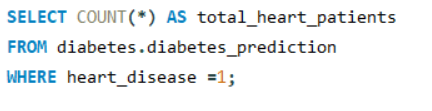 SELECT COUNT(*) AS total_heart_patients
FROM diabetes.diabetes_prediction
WHERE heart_disease =1;